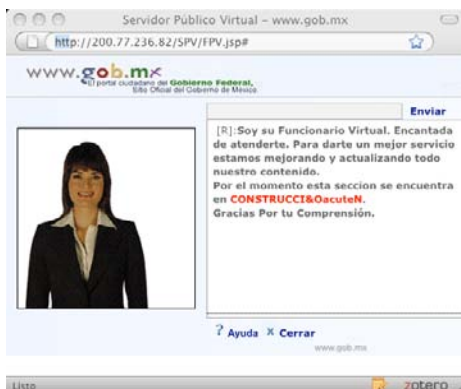 Servidor Público Virtual – www.gob.mx
http://200.77.236.82/SPV/FPV.jsp#
www.gob.mx
El portal ciudadano del Gobierno Federal,
Sitio Oficial del Gobierno de México
Enviar
[R]:Soy su Funcionario Virtual. Encantada
de atenderte. Para darte un mejor servicio
estamos mejorando y actualizando todo
nuestro contenido.
Por el momento esta seccion se encuentra
en CONSTRUCCI&OacuteN.
Gracias Por tu Comprensión.
? Ayuda × Cerrar
www.gob.mx
Listo
zotero